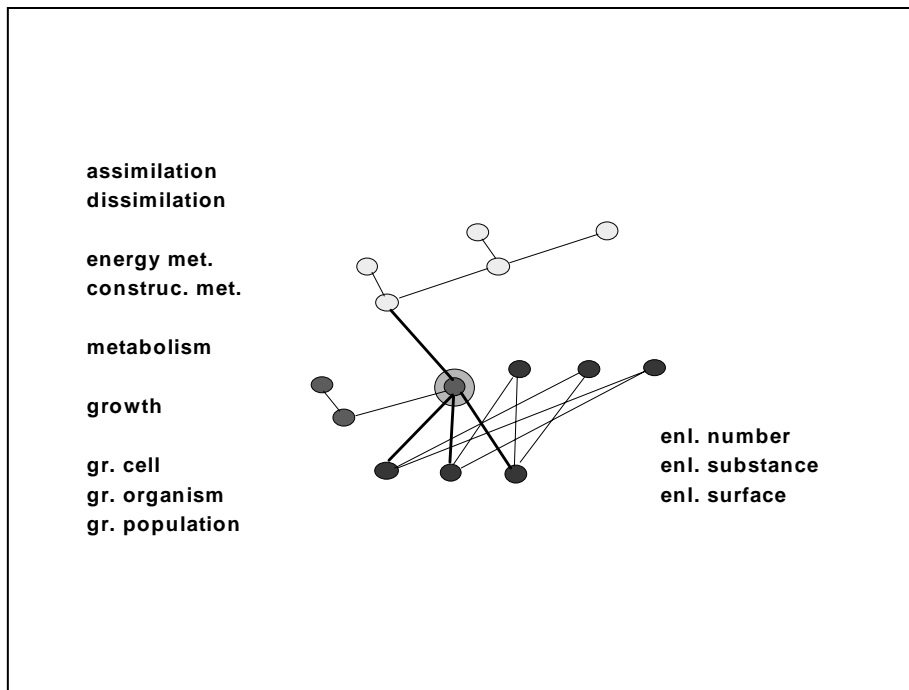 assimilation
dissimilation
energy met.
construc. met.
metabolism
growth
gr. cell
gr. organism
gr. population
enl. number
enl. substance
enl. surface